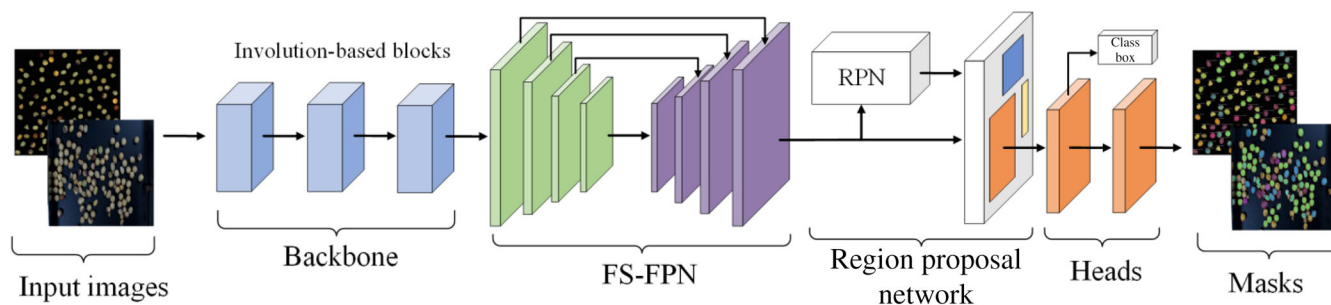 Involution-based blocks
RPN
Class
box
Input images
Backbone
FS-FPN
Region proposal
network
Heads
Masks